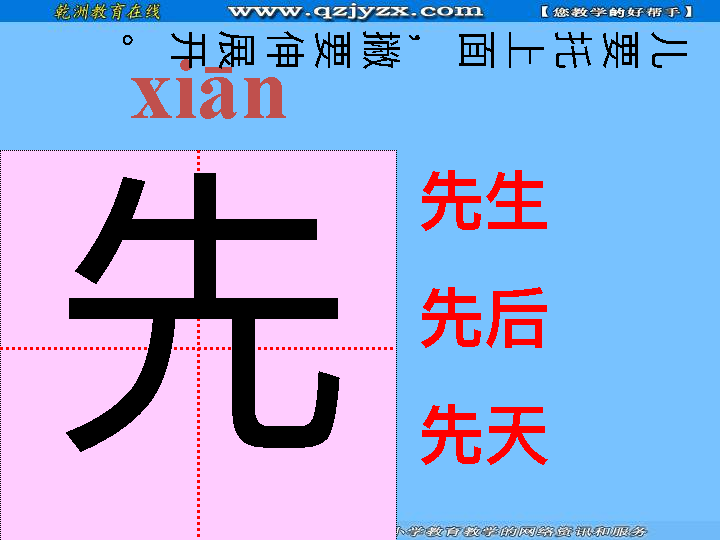 乾洲教育在线 www.qzjyzx.com 【您教学的好帮手】
儿要托上面，撇要伸展开。
xiān
先
先生
先后
先天
小学教育教学的网络资讯和服务